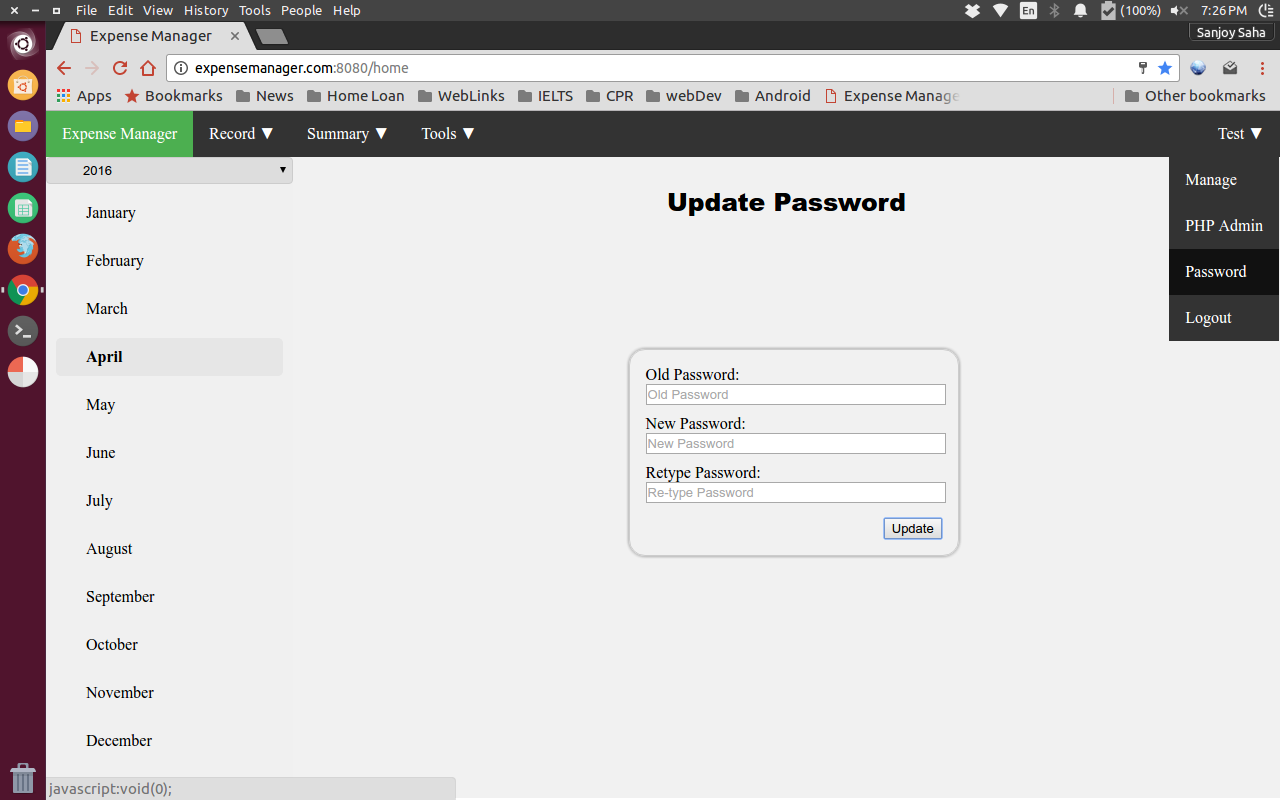 File Edit View History Tools People Help
En (100%) 7:26 PM
Expense Manager
Sanjoy Saha
expensemanager.com:8080/home
Apps Bookmarks News Home Loan WebLinks IELTS CPR webDev Android Expense Manage Other bookmarks
Expense Manager Record ▼ Summary ▼ Tools ▼ Test ▼
2016
Manage
PHP Admin
Password
Logout
January
February
March
April
May
June
July
August
September
October
November
December
Update Password
Old Password:
Old Password
New Password:
New Password
Retype Password:
Re-type Password
Update
javascript:void(0);